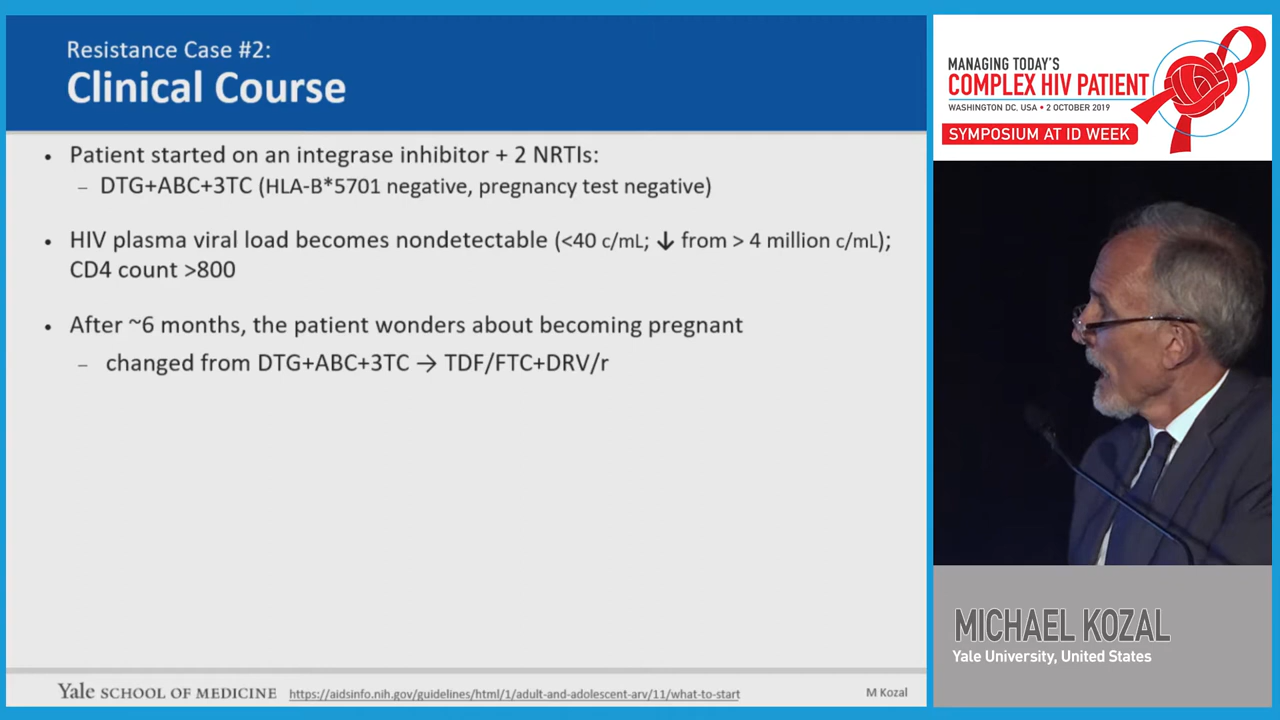 Resistance Case #2:
Clinical Course
• Patient started on an integrase inhibitor + 2 NRTIs:
– DTG+ABC+3TC (HLA-B*5701 negative, pregnancy test negative)
• HIV plasma viral load becomes nondetectable (<40 c/mL; ↓ from > 4 million c/mL);
CD4 count >800
• After ~6 months, the patient wonders about becoming pregnant
– changed from DTG+ABC+3TC → TDF/FTC+DRV/r
Yale SCHOOL OF MEDICINE
https://aidsinfo.nih.gov/guidelines/html/1/adult-and-adolescent-arv/11/what-to-start
M Kozal
MANAGING TODAY'S
COMPLEX HIV PATIENT
WASHINGTON DC, USA • 2 OCTOBER 2019
SYMPOSIUM AT ID WEEK
MICHAEL KOZAL
Yale University, United States